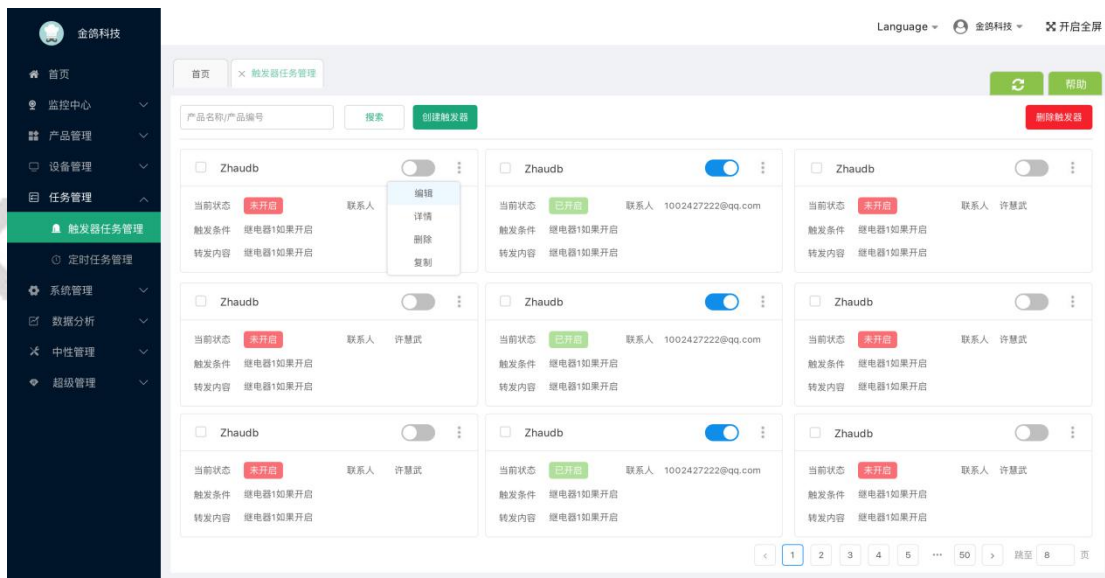 金鸽科技
Language
金鸽科技
开启全屏
首页
监控中心
产品管理
设备管理
任务管理
触发器任务管理
定时任务管理
系统管理
数据分析
中性管理
超级管理
首页
× 触发器任务管理
帮助
产品名称/产品编号
搜索
创建触发器
删除触发器
Zhaudb
当前状态 未开启 联系人
触发条件 继电器1如果开启
转发内容 继电器1如果开启
编辑
详情
删除
复制
Zhaudb
当前状态 已开启 联系人 1002427222@qq.com
触发条件 继电器1如果开启
转发内容 继电器1如果开启
Zhaudb
当前状态 未开启 联系人 许慧武
触发条件 继电器1如果开启
转发内容 继电器1如果开启
Zhaudb
当前状态 未开启 联系人 许慧武
触发条件 继电器1如果开启
转发内容 继电器1如果开启
Zhaudb
当前状态 已开启 联系人 1002427222@qq.com
触发条件 继电器1如果开启
转发内容 继电器1如果开启
Zhaudb
当前状态 未开启 联系人 许慧武
触发条件 继电器1如果开启
转发内容 继电器1如果开启
Zhaudb
当前状态 未开启 联系人 许慧武
触发条件 继电器1如果开启
转发内容 继电器1如果开启
Zhaudb
当前状态 已开启 联系人 1002427222@qq.com
触发条件 继电器1如果开启
转发内容 继电器1如果开启
Zhaudb
当前状态 未开启 联系人 许慧武
触发条件 继电器1如果开启
转发内容 继电器1如果开启
< 1 2 3 4 5 ••• 50 > 跳至 8 页